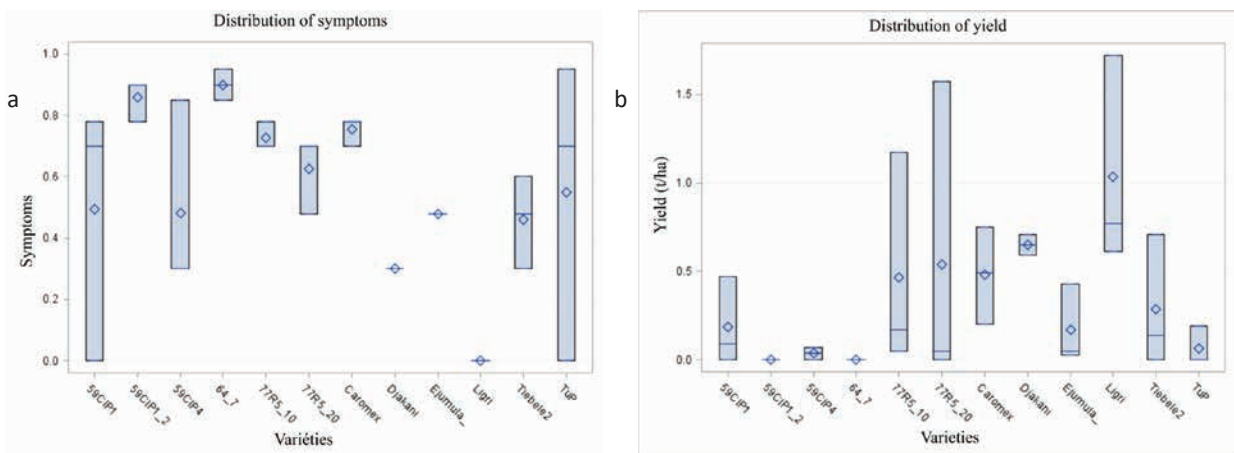 Distribution of symptoms
a
Symptoms
1.0
0.8
0.6
0.4
0.2
0.0
59CIP1
59CIP1_2
59CIP4
64_7
77R5_10
77R5_20
Caromex
Djakani
Ejumula_
Ligri
Tiebele2
TuP
Variéties
Distribution of yield
b
Yield (t/ha)
1.5
1.0
0.5
0.0
59CIP1
59CIP1_2
59CIP4
64_7
77R5_10
77R5_20
Caromex
Djakani
Ejumula_
Ligri
Tiebele2
TuP
Varieties